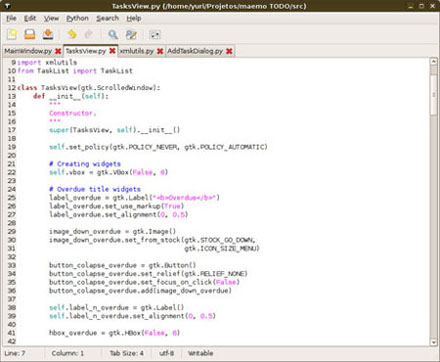 TasksView.py (/home/yuri/Projetos/maemo TODO/src)
File Edit View Python Search Help
MainWindow.py TasksView.py xmlutils.py AddTaskDialog.py
9 import xmlutils
10 from TaskList import TaskList
11
12 class TasksView(gtk.ScrolledWindow):
13 def __init__(self):
14 """
15 Constructor.
16 """
17 super(TasksView, self).__init__()
18
19 self.set_policy(gtk.POLICY_NEVER, gtk.POLICY_AUTOMATIC)
20
21 # Creating widgets
22 self.vbox = gtk.VBox(False, 6)
23
24 # Overdue title widgets
25 label_overdue = gtk.Label("<b>Overdue</b>")
26 label_overdue.set_use_markup(True)
27 label_overdue.set_alignment(0, 0.5)
28
29 image_down_overdue = gtk.Image()
30 image_down_overdue.set_from_stock(gtk.STOCK_GO_DOWN,
31 gtk.ICON_SIZE_MENU)
32
33 button_colapse_overdue = gtk.Button()
34 button_colapse_overdue.set_relief(gtk.RELIEF_NONE)
35 button_colapse_overdue.set_focus_on_click(False)
36 button_colapse_overdue.add(image_down_overdue)
37
38 self.label_n_overdue = gtk.Label()
39 self.label_n_overdue.set_alignment(0, 0.5)
40
41 hbox_overdue = gtk.HBox(False, 6)
42
Line: 7 Column: 1 Tab Size: 4 utf-8 Writable